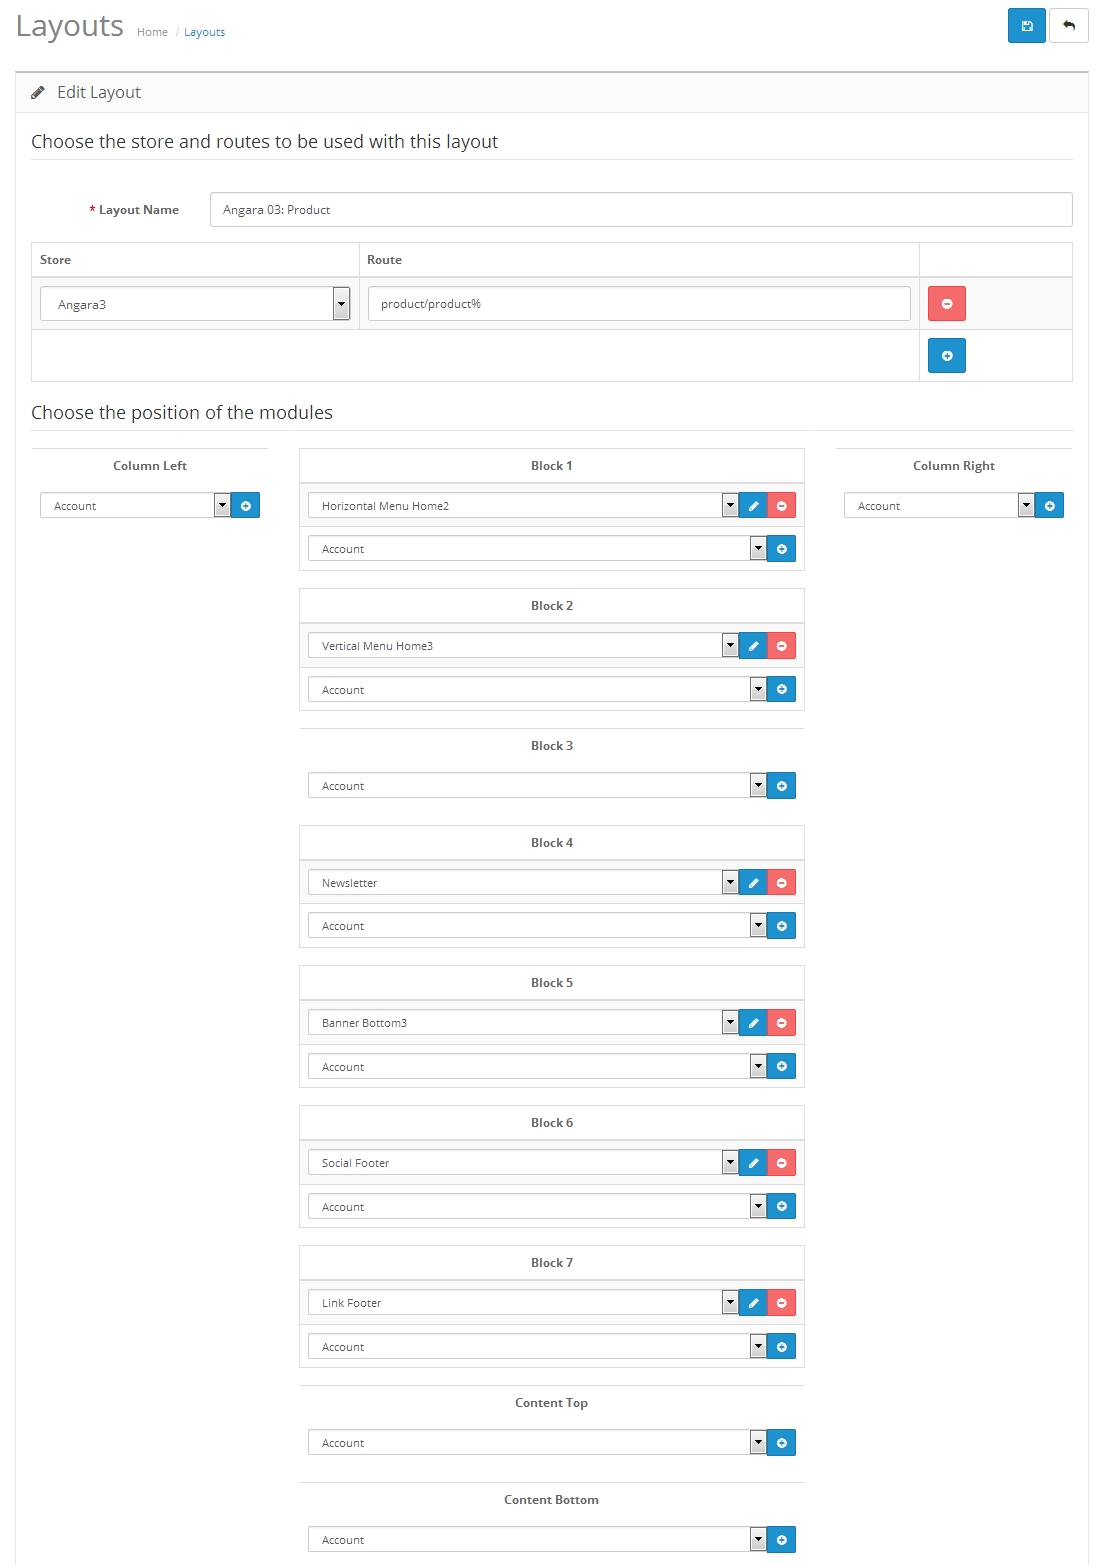 Layouts Home / Layouts
Edit Layout
Choose the store and routes to be used with this layout
* Layout Name Angara 03: Product
Store Route
Angara3 product/product%
Choose the position of the modules
Column Left
Account
Block 1
Horizontal Menu Home2
Account
Block 2
Vertical Menu Home3
Account
Block 3
Account
Block 4
Newsletter
Account
Block 5
Banner Bottom3
Account
Block 6
Social Footer
Account
Block 7
Link Footer
Account
Content Top
Account
Content Bottom
Account
Column Right
Account